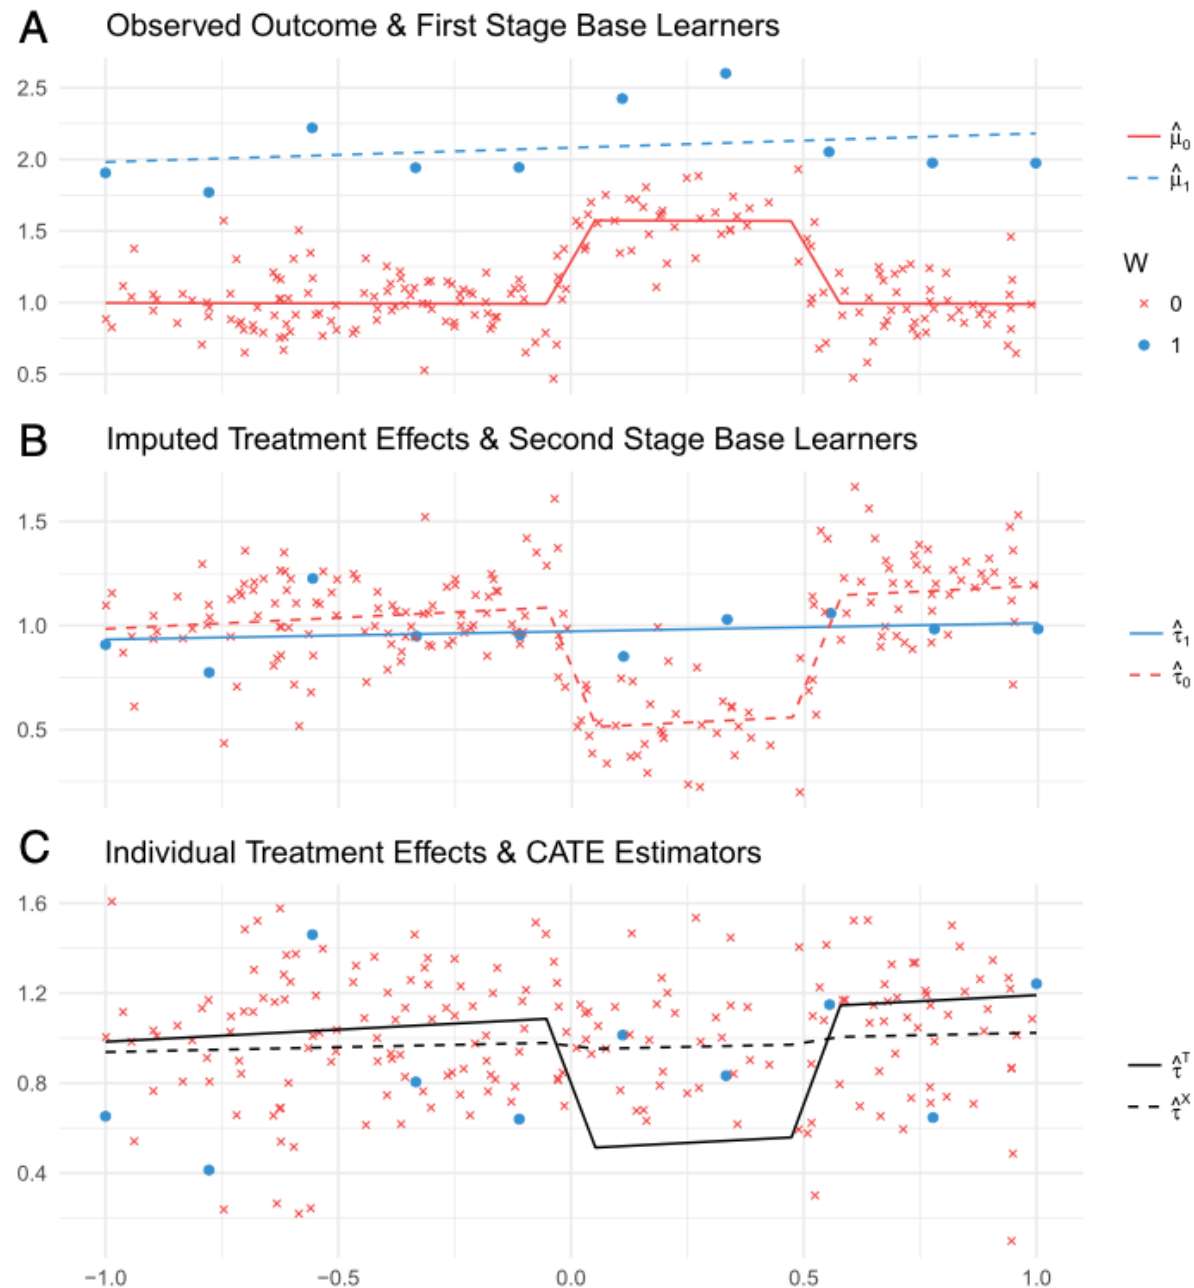 A
Observed Outcome & First Stage Base Learners
2.5
2.0
1.5
1.0
0.5
μ̂₀
μ̂₁
W
0
1
B
Imputed Treatment Effects & Second Stage Base Learners
1.5
1.0
0.5
τ̂₁
τ̂₀
C
Individual Treatment Effects & CATE Estimators
1.6
1.2
0.8
0.4
τ̂ᵀ
τ̂ˣ
−1.0 −0.5 0.0 0.5 1.0